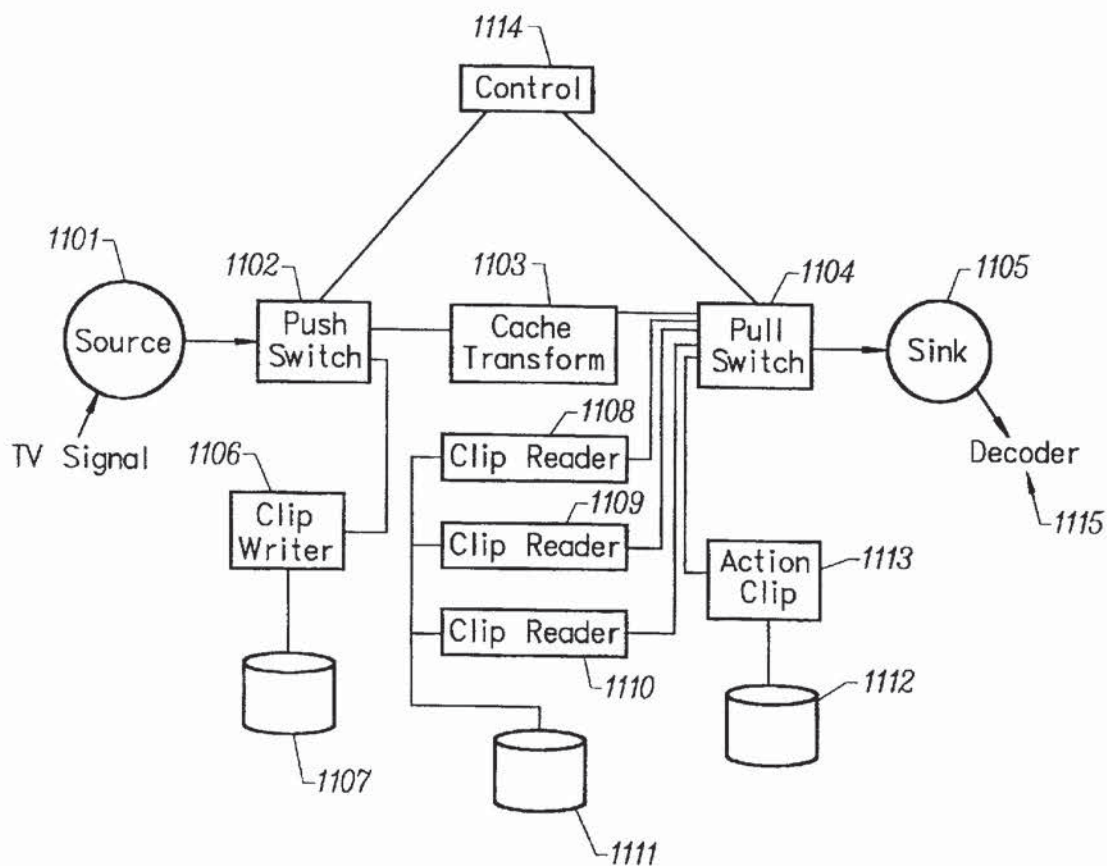 1114
Control
1101
1102
1103
1104
1105
Source
Push
Switch
Cache
Transform
Pull
Switch
Sink
TV Signal
1106
1108
Clip Reader
Decoder
1109
1115
Clip
Writer
Clip Reader
Action
Clip
1113
Clip Reader
1110
1112
1107
1111